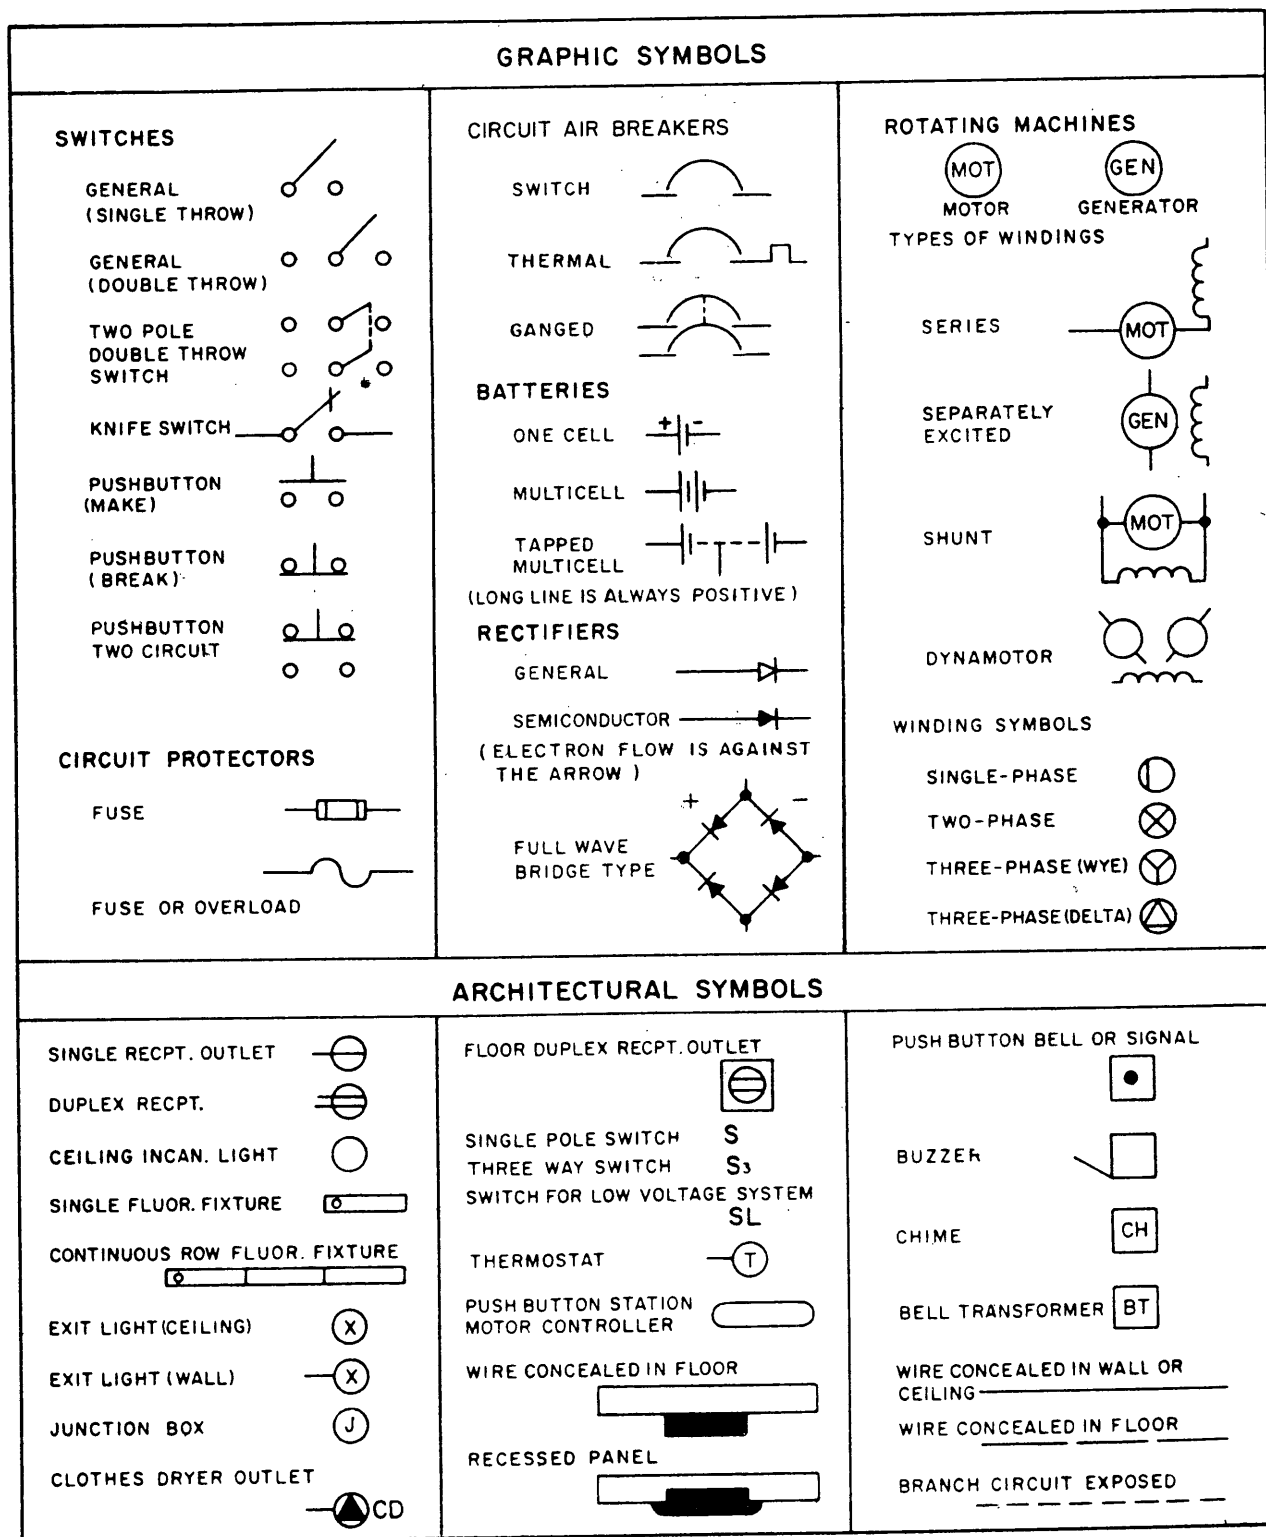 GRAPHIC SYMBOLS
SWITCHES
GENERAL
(SINGLE THROW)
GENERAL
(DOUBLE THROW)
TWO POLE
DOUBLE THROW
SWITCH
*
KNIFE SWITCH
PUSHBUTTON
(MAKE)
PUSHBUTTON
(BREAK)
PUSHBUTTON
TWO CIRCUIT
CIRCUIT PROTECTORS
FUSE
FUSE OR OVERLOAD
CIRCUIT AIR BREAKERS
SWITCH
THERMAL
GANGED
BATTERIES
ONE CELL + -
MULTICELL
TAPPED
MULTICELL
(LONG LINE IS ALWAYS POSITIVE)
RECTIFIERS
GENERAL
SEMICONDUCTOR
(ELECTRON FLOW IS AGAINST
THE ARROW)
+ -
FULL WAVE
BRIDGE TYPE
ROTATING MACHINES
MOT GEN
MOTOR GENERATOR
TYPES OF WINDINGS
SERIES MOT
SEPARATELY
EXCITED GEN
SHUNT MOT
DYNAMOTOR
WINDING SYMBOLS
SINGLE-PHASE
TWO-PHASE
THREE-PHASE (WYE)
THREE-PHASE (DELTA)
ARCHITECTURAL SYMBOLS
SINGLE RECPT. OUTLET
DUPLEX RECPT.
CEILING INCAN. LIGHT
SINGLE FLUOR. FIXTURE
CONTINUOUS ROW FLUOR. FIXTURE
EXIT LIGHT (CEILING) X
EXIT LIGHT (WALL) X
JUNCTION BOX J
CLOTHES DRYER OUTLET
CD
FLOOR DUPLEX RECPT. OUTLET
SINGLE POLE SWITCH S
THREE WAY SWITCH S3
SWITCH FOR LOW VOLTAGE SYSTEM
SL
THERMOSTAT T
PUSH BUTTON STATION
MOTOR CONTROLLER
WIRE CONCEALED IN FLOOR
RECESSED PANEL
PUSH BUTTON BELL OR SIGNAL
BUZZER
CHIME CH
BELL TRANSFORMER BT
WIRE CONCEALED IN WALL OR
CEILING
WIRE CONCEALED IN FLOOR
BRANCH CIRCUIT EXPOSED